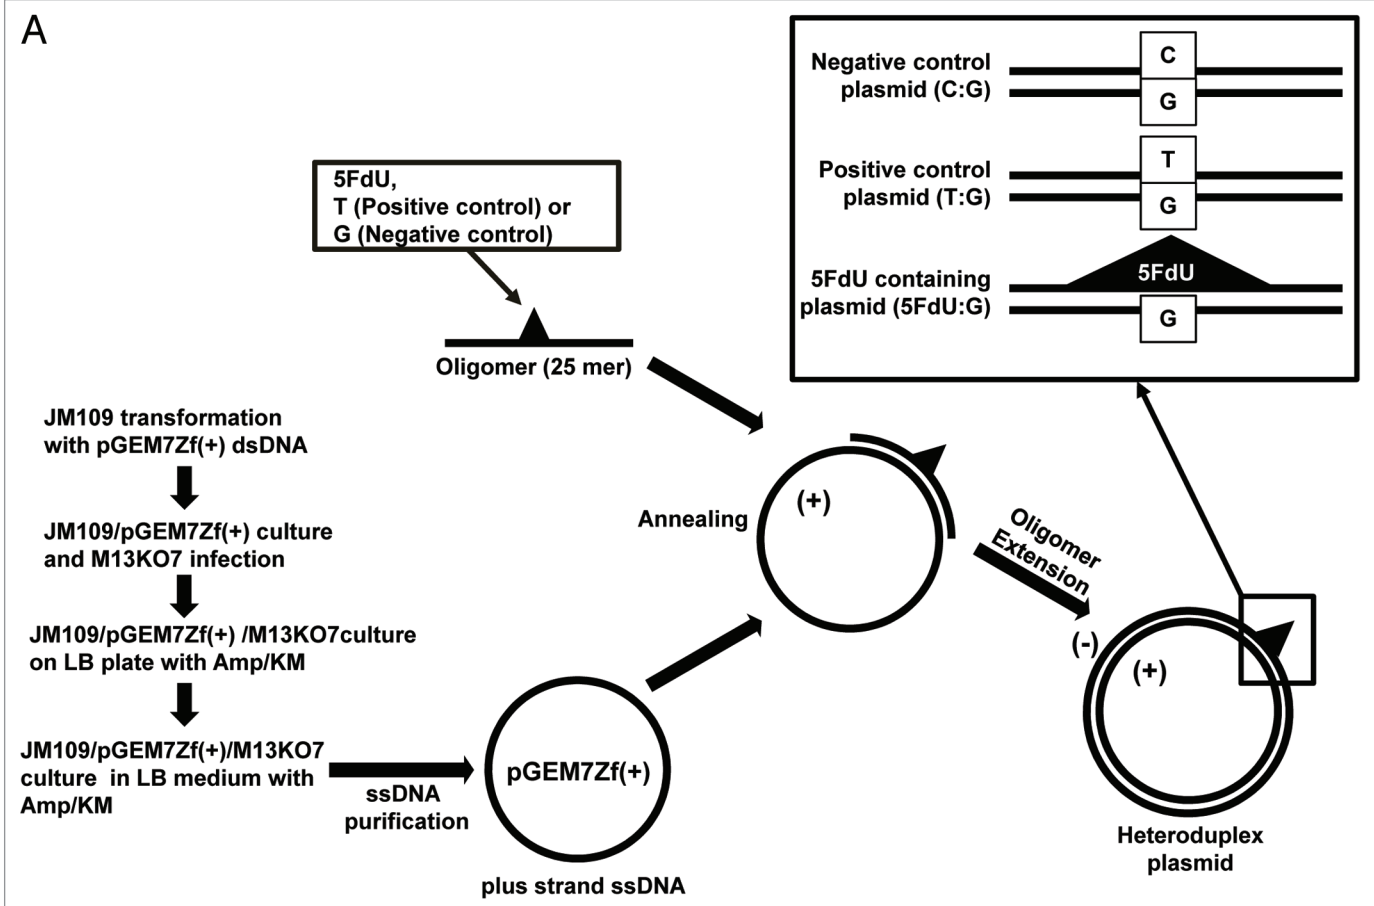 A
5FdU,
T (Positive control) or
G (Negative control)
Oligomer (25 mer)
JM109 transformation
with pGEM7Zf(+) dsDNA
JM109/pGEM7Zf(+) culture
and M13KO7 infection
JM109/pGEM7Zf(+) /M13KO7culture
on LB plate with Amp/KM
JM109/pGEM7Zf(+)/M13KO7
culture in LB medium with
Amp/KM
ssDNA
purification
pGEM7Zf(+)
plus strand ssDNA
Annealing
(+)
Oligomer
Extension
(-)
(+)
Heteroduplex
plasmid
Negative control
plasmid (C:G)
C
G
Positive control
plasmid (T:G)
T
G
5FdU containing
plasmid (5FdU:G)
5FdU
G